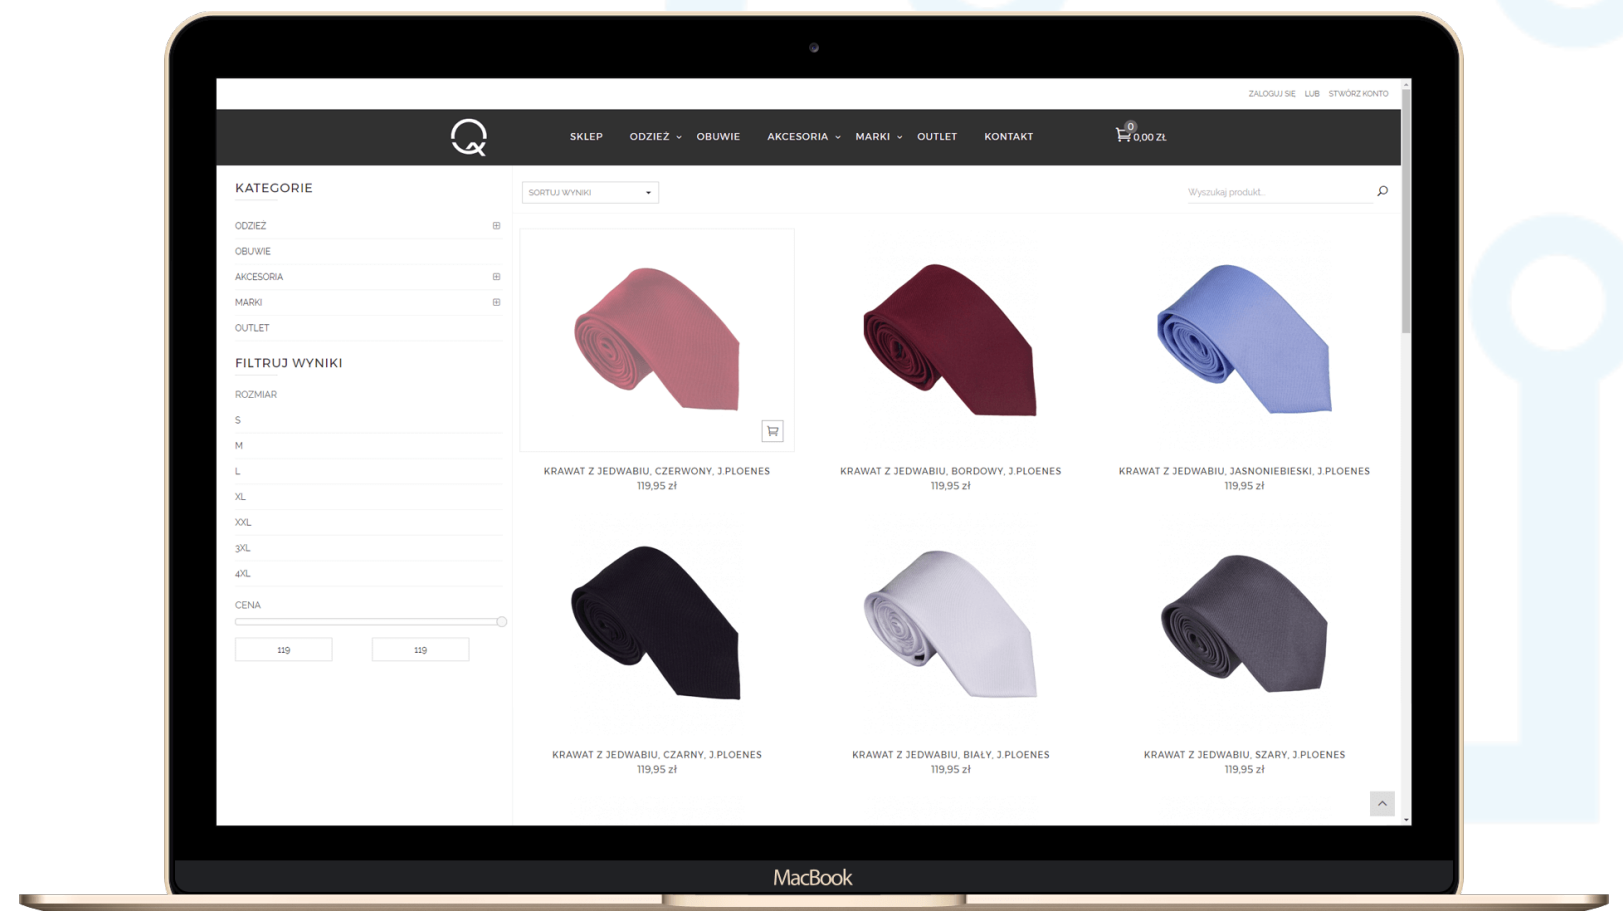 ZALOGUJ SIĘ LUB STWÓRZ KONTO
SKLEP ODZIEŻ OBUWIE AKCESORIA MARKI OUTLET KONTAKT
0
0,00 ZŁ
KATEGORIE
ODZIEŻ
OBUWIE
AKCESORIA
MARKI
OUTLET
FILTRUJ WYNIKI
ROZMIAR
S
M
L
XL
XXL
3XL
4XL
CENA
119 119
SORTUJ WYNIKI
Wyszukaj produkt...
KRAWAT Z JEDWABIU, CZERWONY, J.PLOENES
119,95 zł
KRAWAT Z JEDWABIU, BORDOWY, J.PLOENES
119,95 zł
KRAWAT Z JEDWABIU, JASNONIEBIESKI, J.PLOENES
119,95 zł
KRAWAT Z JEDWABIU, CZARNY, J.PLOENES
119,95 zł
KRAWAT Z JEDWABIU, BIAŁY, J.PLOENES
119,95 zł
KRAWAT Z JEDWABIU, SZARY, J.PLOENES
119,95 zł
MacBook